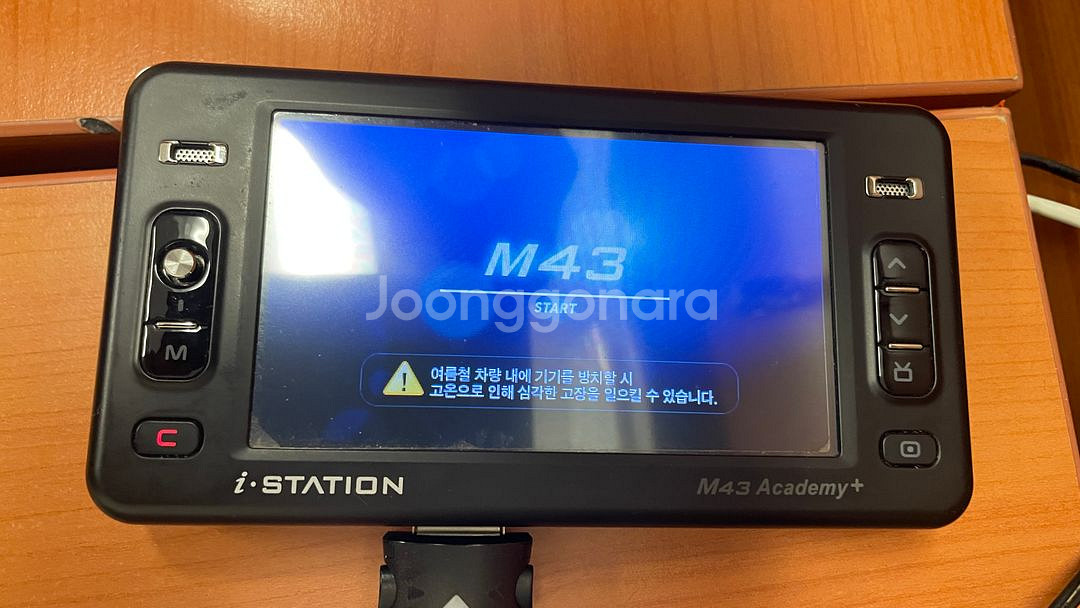 M43
START
Joonggonara
여름철 차량 내에 기기를 방치할 시
고온으로 인해 심각한 고장을 일으킬 수 있습니다.
M
i·STATION
M43 Academy+